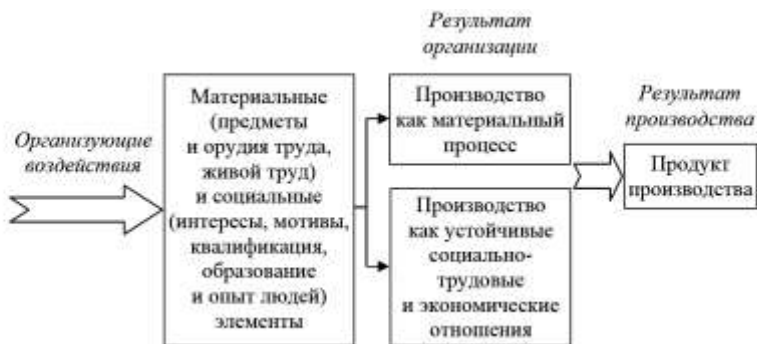 Организующие
воздействия
Материальные
(предметы
и орудия труда,
живой труд)
и социальные
(интересы, мотивы,
квалификация,
образование
и опыт людей)
элементы
Результат
организации
Производство
как материальный
процесс
Производство
как устойчивые
социально-
трудовые
и экономические
отношения
Результат
производства
Продукт
производства